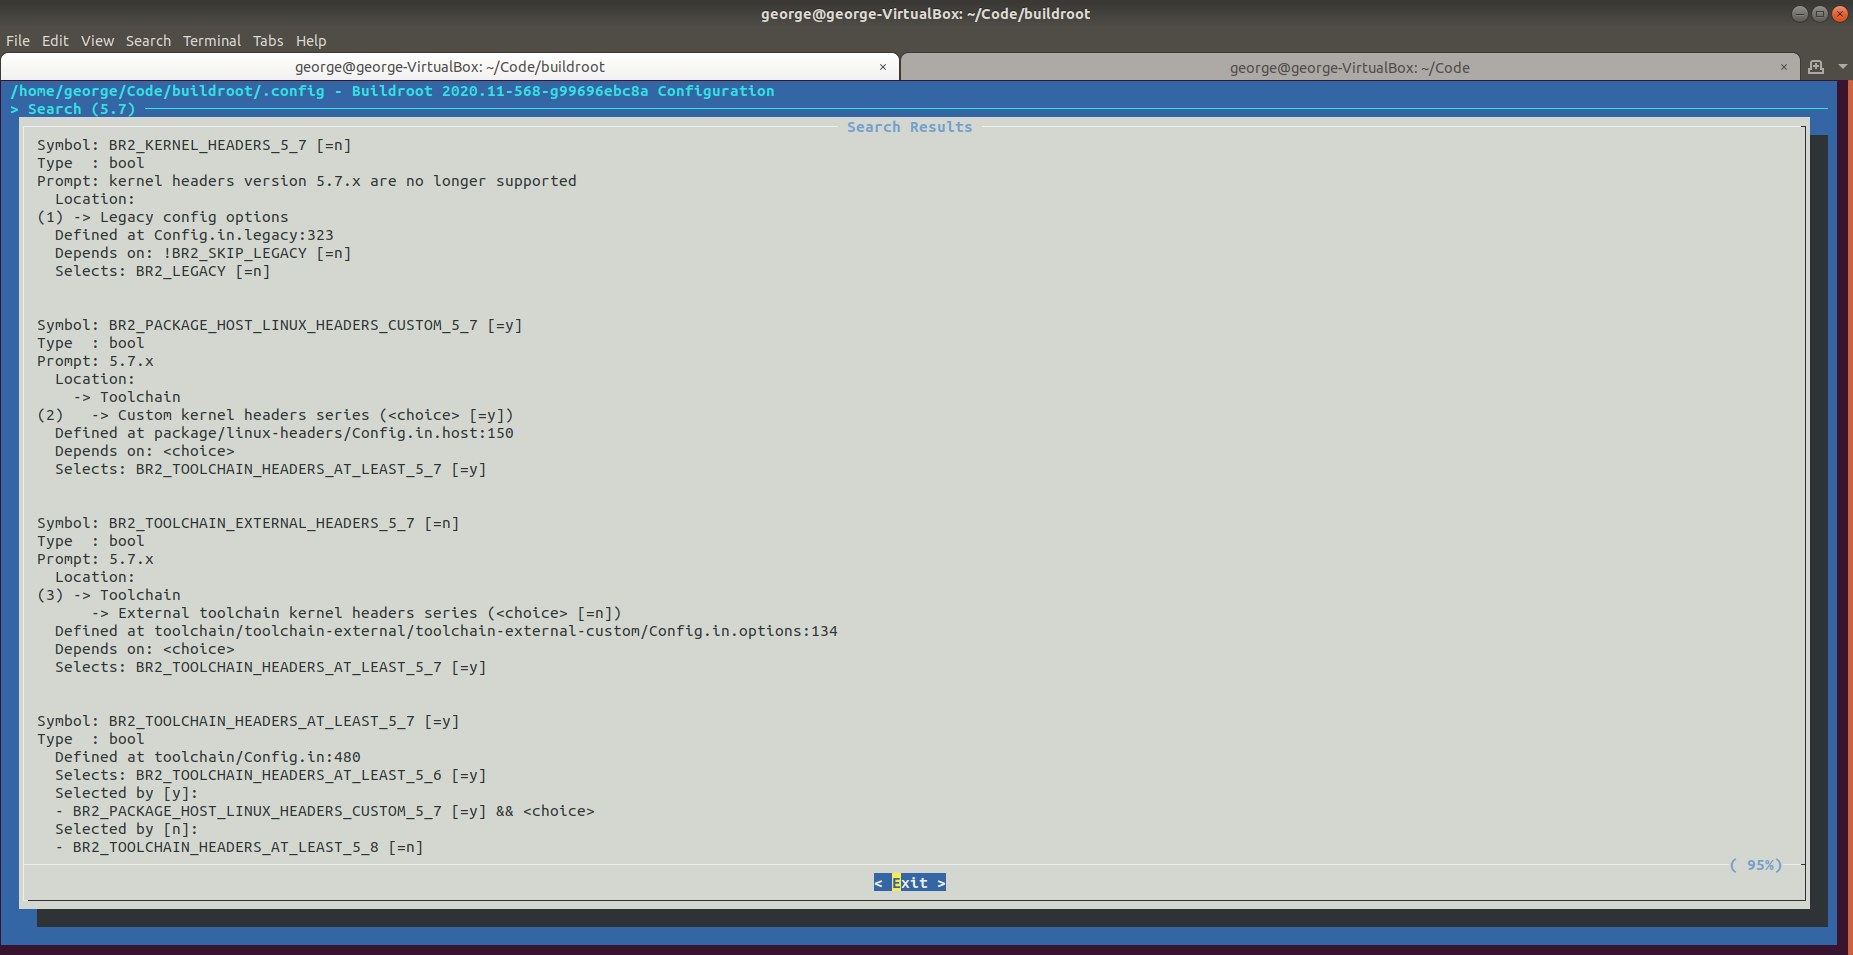 george@george-VirtualBox: ~/Code/buildroot
File Edit View Search Terminal Tabs Help
george@george-VirtualBox: ~/Code/buildroot × george@george-VirtualBox: ~/Code ×
/home/george/Code/buildroot/.config - Buildroot 2020.11-568-g99696ebc8a Configuration
> Search (5.7)
Search Results
Symbol: BR2_KERNEL_HEADERS_5_7 [=n]
Type  : bool
Prompt: kernel headers version 5.7.x are no longer supported
  Location:
(1) -> Legacy config options
  Defined at Config.in.legacy:323
  Depends on: !BR2_SKIP_LEGACY [=n]
  Selects: BR2_LEGACY [=n]
Symbol: BR2_PACKAGE_HOST_LINUX_HEADERS_CUSTOM_5_7 [=y]
Type  : bool
Prompt: 5.7.x
  Location:
    -> Toolchain
(2)   -> Custom kernel headers series (<choice> [=y])
  Defined at package/linux-headers/Config.in.host:150
  Depends on: <choice>
  Selects: BR2_TOOLCHAIN_HEADERS_AT_LEAST_5_7 [=y]
Symbol: BR2_TOOLCHAIN_EXTERNAL_HEADERS_5_7 [=n]
Type  : bool
Prompt: 5.7.x
  Location:
(3) -> Toolchain
      -> External toolchain kernel headers series (<choice> [=n])
  Defined at toolchain/toolchain-external/toolchain-external-custom/Config.in.options:134
  Depends on: <choice>
  Selects: BR2_TOOLCHAIN_HEADERS_AT_LEAST_5_7 [=y]
Symbol: BR2_TOOLCHAIN_HEADERS_AT_LEAST_5_7 [=y]
Type  : bool
  Defined at toolchain/Config.in:480
  Selects: BR2_TOOLCHAIN_HEADERS_AT_LEAST_5_6 [=y]
  Selected by [y]:
  - BR2_PACKAGE_HOST_LINUX_HEADERS_CUSTOM_5_7 [=y] && <choice>
  Selected by [n]:
  - BR2_TOOLCHAIN_HEADERS_AT_LEAST_5_8 [=n]
( 95%)
< Exit >